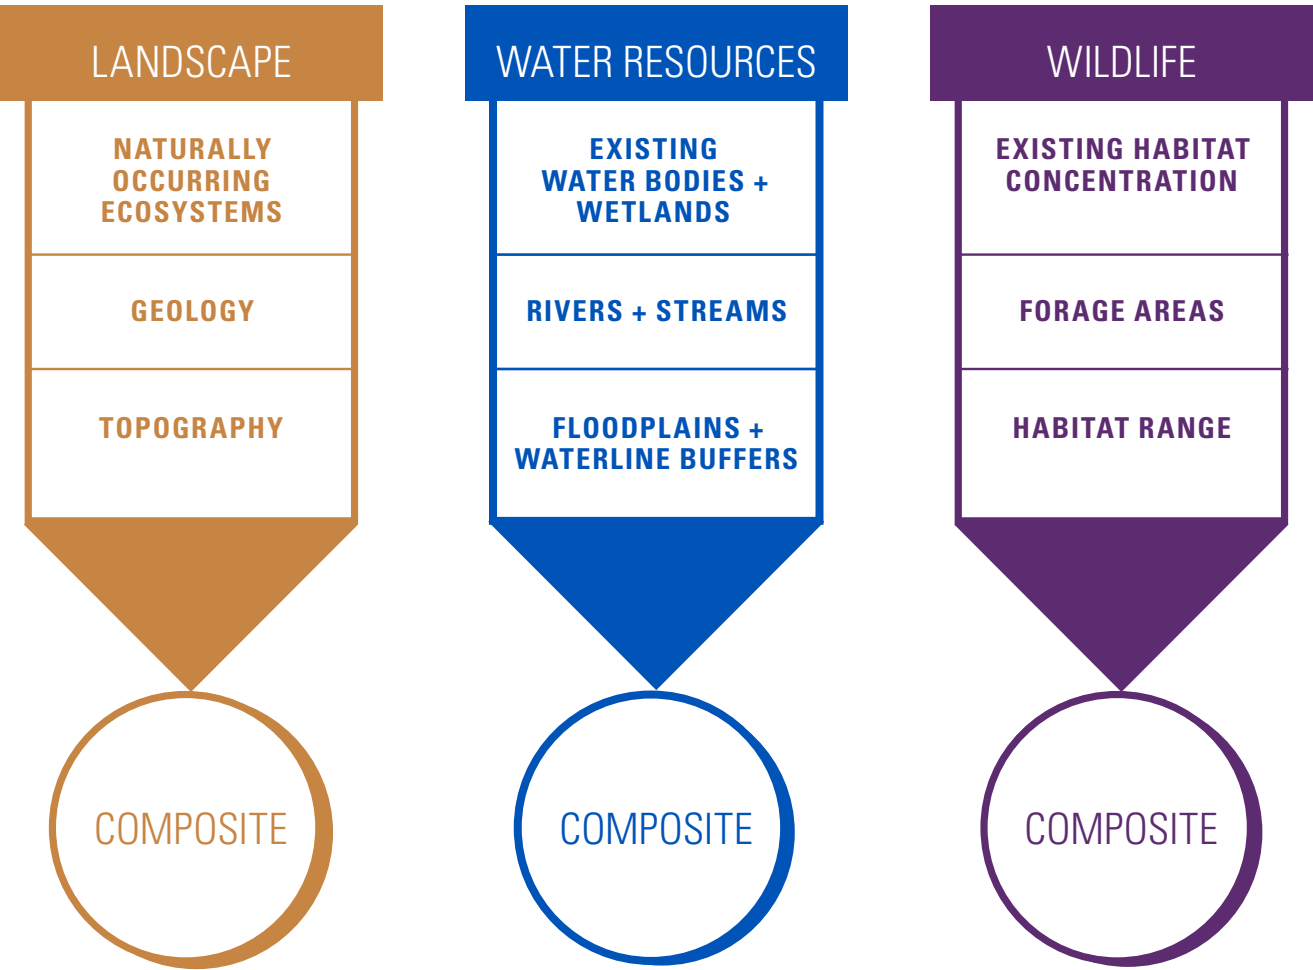 LANDSCAPE
NATURALLY
OCCURRING
ECOSYSTEMS
GEOLOGY
TOPOGRAPHY
COMPOSITE
WATER RESOURCES
EXISTING
WATER BODIES +
WETLANDS
RIVERS + STREAMS
FLOODPLAINS +
WATERLINE BUFFERS
COMPOSITE
WILDLIFE
EXISTING HABITAT
CONCENTRATION
FORAGE AREAS
HABITAT RANGE
COMPOSITE